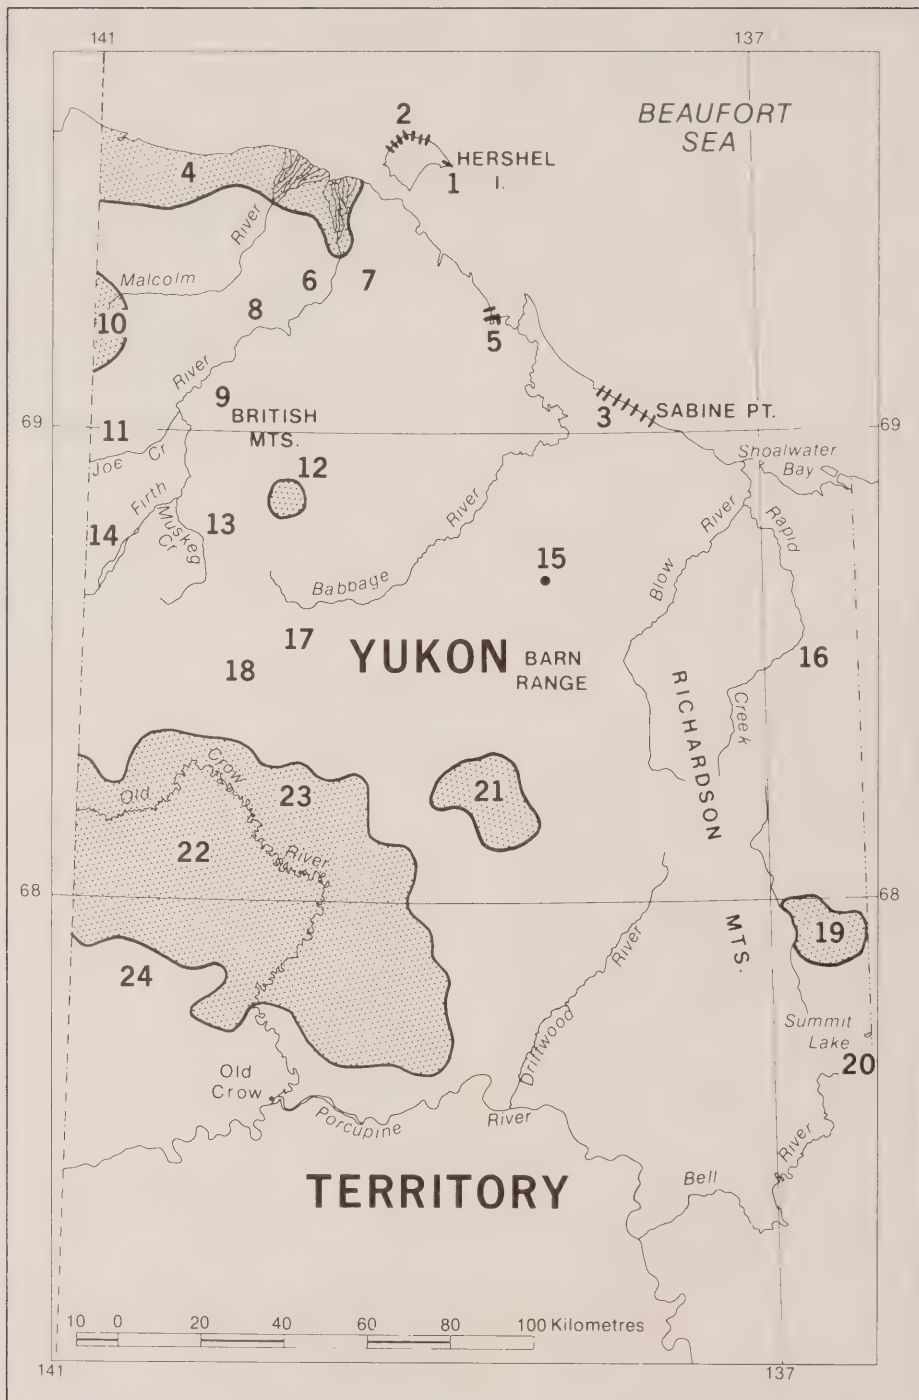 141
137
BEAUFORT
SEA
2
HERSHEL
I.
1
4
River
6
7
Malcolm
8
10
5
River
9
3
SABINE PT.
BRITISH
MTS.
69
11
69
Joe Cr
12
Shoalwater
Bay
Firth
River
River
Rapid
14
Muskeg
Cr
13
15
Blow
Babbage
17
YUKON
BARN
RANGE
16
18
RICHARDSON
Creek
Crow
Old
23
21
22
River
68
68
MTS.
19
River
24
Summit
Lake
Driftwood
20
Old
Crow
Porcupine
River
River
Bell
TERRITORY
10 0 20 40 60 80 100 Kilometres
141
137